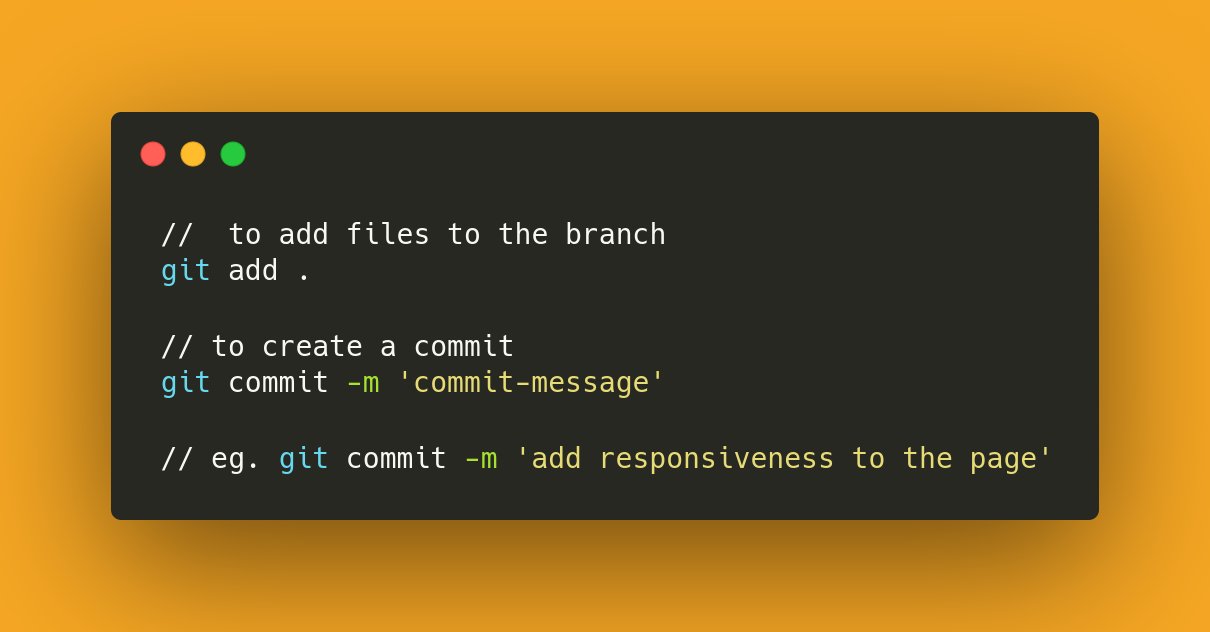 //  to add files to the branch
git add .
// to create a commit
git commit -m 'commit-message'
// eg. git commit -m 'add responsiveness to the page'